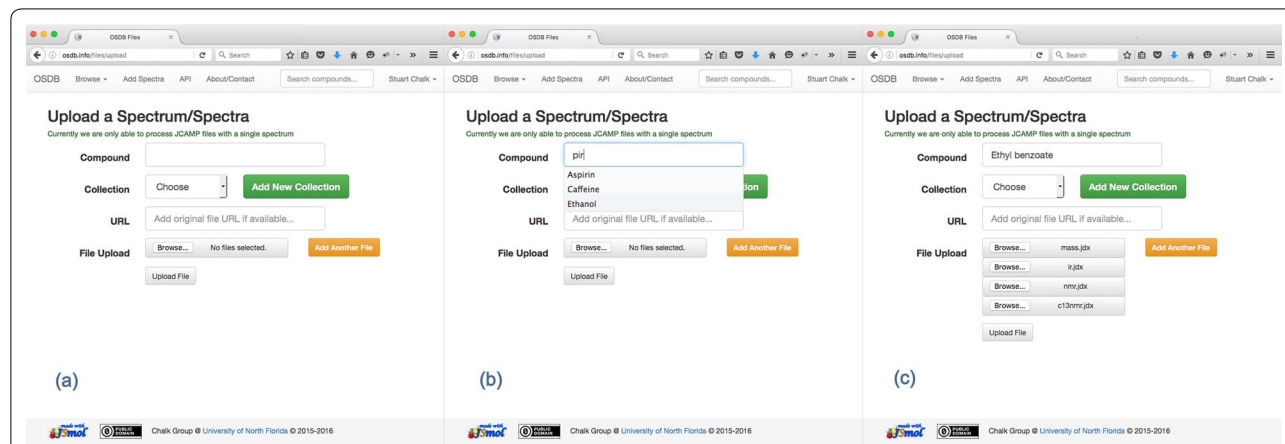 OSDB Files
osdb.info/files/upload
Search
OSDB Browse Add Spectra API About/Contact Search compounds... Stuart Chalk
Upload a Spectrum/Spectra
Currently we are only able to process JCAMP files with a single spectrum
Compound
Collection Choose Add New Collection
URL Add original file URL if available...
File Upload Browse... No files selected. Add Another File
Upload File
(a)
made with JSmol PUBLIC DOMAIN Chalk Group @ University of North Florida © 2015-2016
OSDB Files
osdb.info/files/upload
Search
OSDB Browse Add Spectra API About/Contact Search compounds... Stuart Chalk
Upload a Spectrum/Spectra
Currently we are only able to process JCAMP files with a single spectrum
Compound pir
Aspirin
Collection Caffeine ion
Ethanol
URL Add original file URL if available...
File Upload Browse... No files selected. Add Another File
Upload File
(b)
made with JSmol PUBLIC DOMAIN Chalk Group @ University of North Florida © 2015-2016
OSDB Files
osdb.info/files/upload
Search
OSDB Browse Add Spectra API About/Contact Search compounds... Stuart Chalk
Upload a Spectrum/Spectra
Currently we are only able to process JCAMP files with a single spectrum
Compound Ethyl benzoate
Collection Choose Add New Collection
URL Add original file URL if available...
File Upload Browse... mass.jdx Add Another File
Browse... ir.jdx
Browse... nmr.jdx
Browse... c13nmr.jdx
Upload File
(c)
made with JSmol PUBLIC DOMAIN Chalk Group @ University of North Florida © 2015-2016